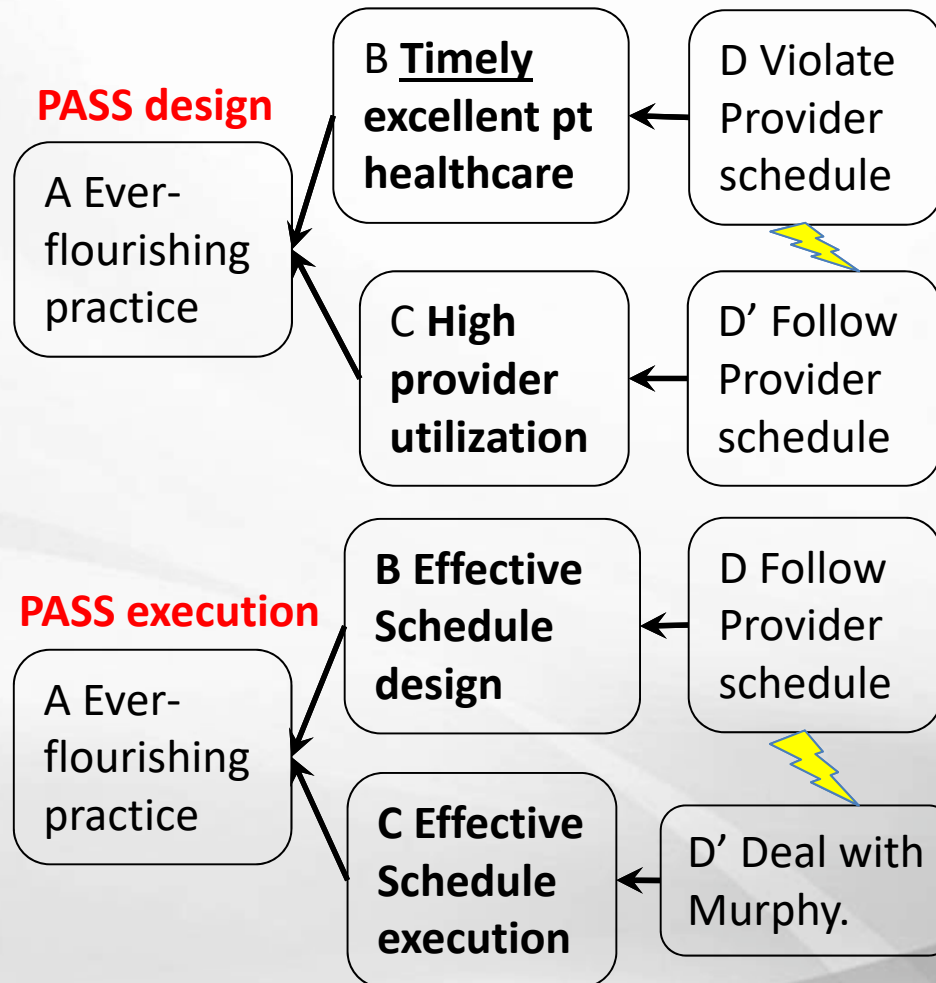 PASS design
A Ever-
flourishing
practice
B Timely
excellent pt
healthcare
D Violate
Provider
schedule
C High
provider
utilization
D’ Follow
Provider
schedule
PASS execution
A Ever-
flourishing
practice
B Effective
Schedule
design
D Follow
Provider
schedule
C Effective
Schedule
execution
D’ Deal with
Murphy.